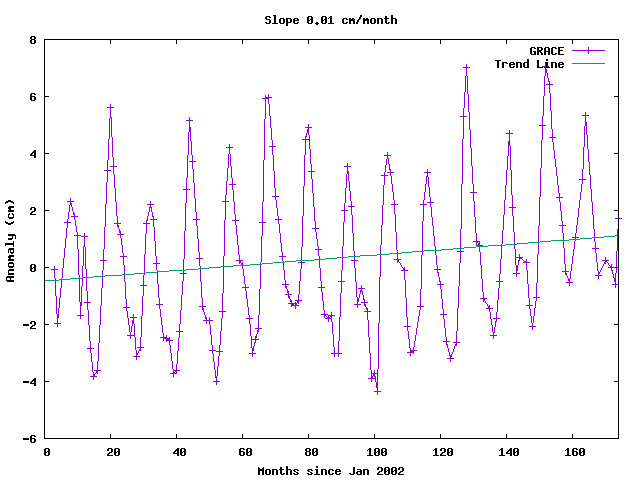 Slope 0.01 cm/month
GRACE
Trend Line
Anomaly (cm)
8
6
4
2
0
-2
-4
-6
0 20 40 60 80 100 120 140 160
Months since Jan 2002